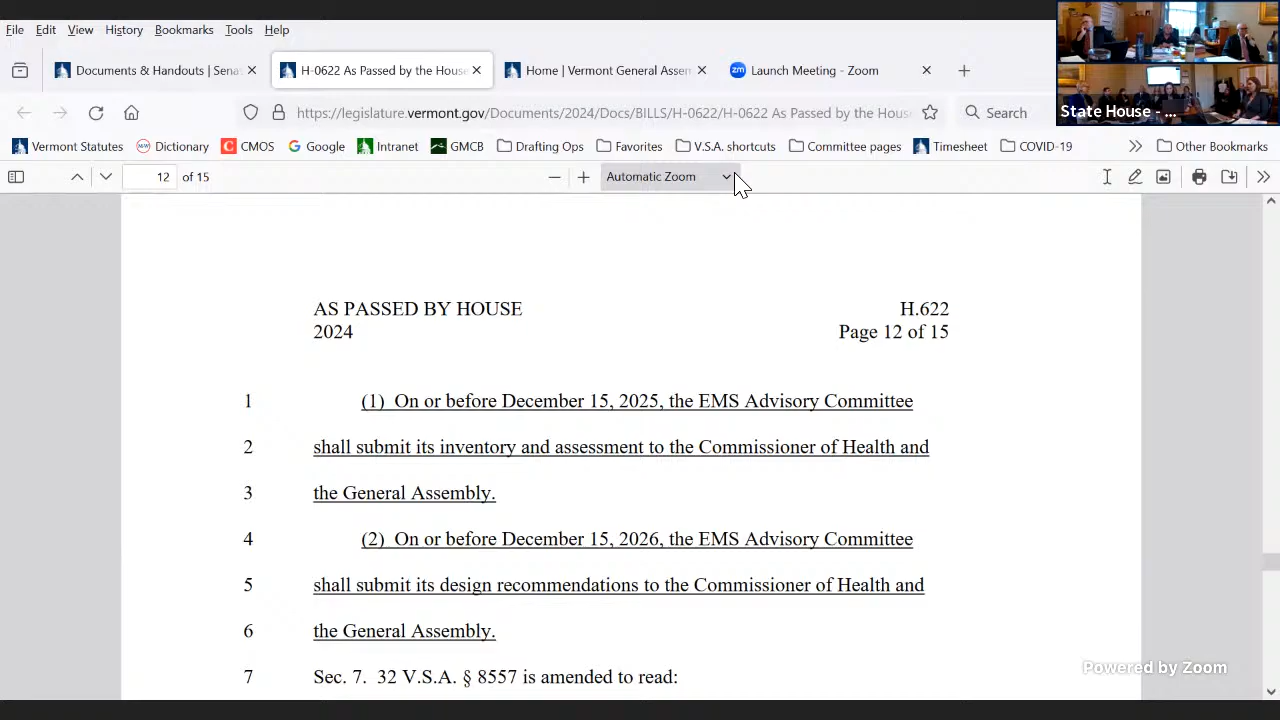 File Edit View History Bookmarks Tools Help
Documents & Handouts | Sena
H-0622 As Passed by the Hou
Home | Vermont General Assem
Launch Meeting - Zoom
https://legislature.vermont.gov/Documents/2024/Docs/BILLS/H-0622/H-0622 As Passed by the House
Search
State House - ...
Vermont Statutes Dictionary CMOS Google Intranet GMCB Drafting Ops Favorites V.S.A. shortcuts Committee pages Timesheet COVID-19 Other Bookmarks
12 of 15 Automatic Zoom
AS PASSED BY HOUSE H.622
2024 Page 12 of 15
1 (1) On or before December 15, 2025, the EMS Advisory Committee
2 shall submit its inventory and assessment to the Commissioner of Health and
3 the General Assembly.
4 (2) On or before December 15, 2026, the EMS Advisory Committee
5 shall submit its design recommendations to the Commissioner of Health and
6 the General Assembly.
7 Sec. 7. 32 V.S.A. § 8557 is amended to read:
Powered by Zoom